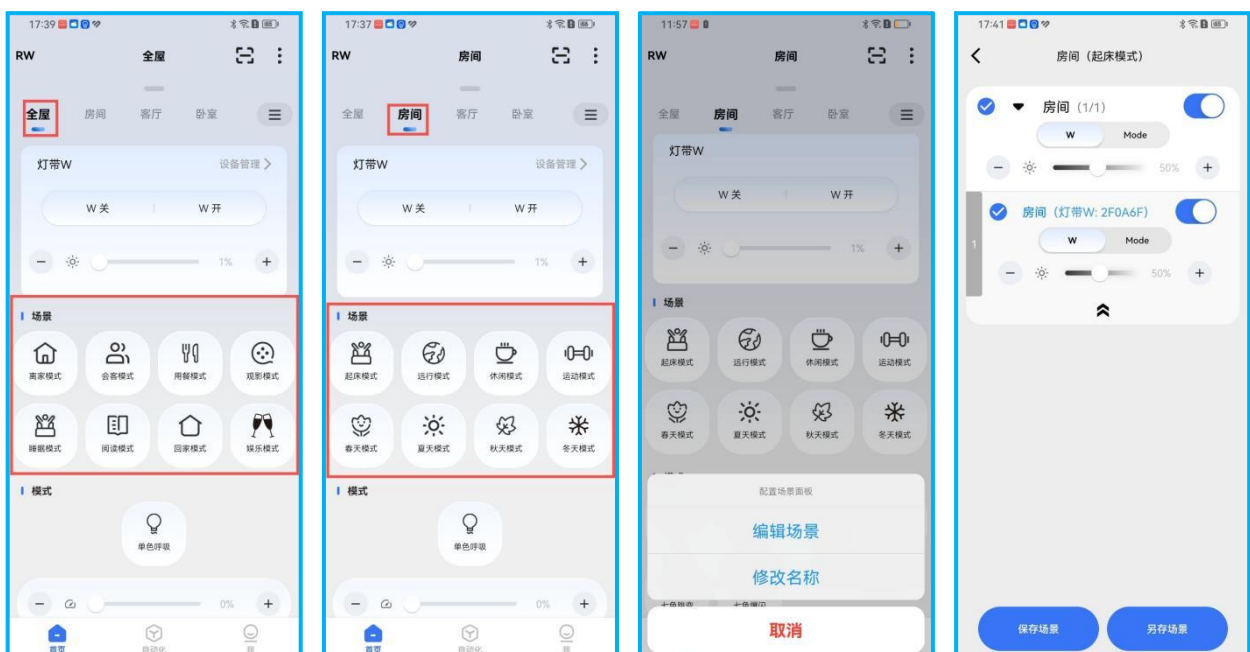 17:39
RW 全屋
全屋 房间 客厅 卧室
灯带W 设备管理
W 关 W 开
1%
场景
离家模式 会客模式 用餐模式 观影模式
睡眠模式 阅读模式 回家模式 娱乐模式
模式
单色呼吸
0%
首页 自动化 我
17:37
RW 房间
全屋 房间 客厅 卧室
灯带W 设备管理
W 关 W 开
1%
场景
起床模式 远行模式 休闲模式 运动模式
春天模式 夏天模式 秋天模式 冬天模式
模式
单色呼吸
0%
首页 自动化 我
11:57
RW 房间
全屋 房间 客厅 卧室
灯带W
W 关 W 开
1%
场景
起床模式 远行模式 休闲模式 运动模式
春天模式 夏天模式 秋天模式 冬天模式
配置场景面板
编辑场景
修改名称
取消
17:41
房间（起床模式）
房间 (1/1)
W Mode
50%
1
房间（灯带W: 2F0A6F）
W Mode
50%
保存场景 另存场景